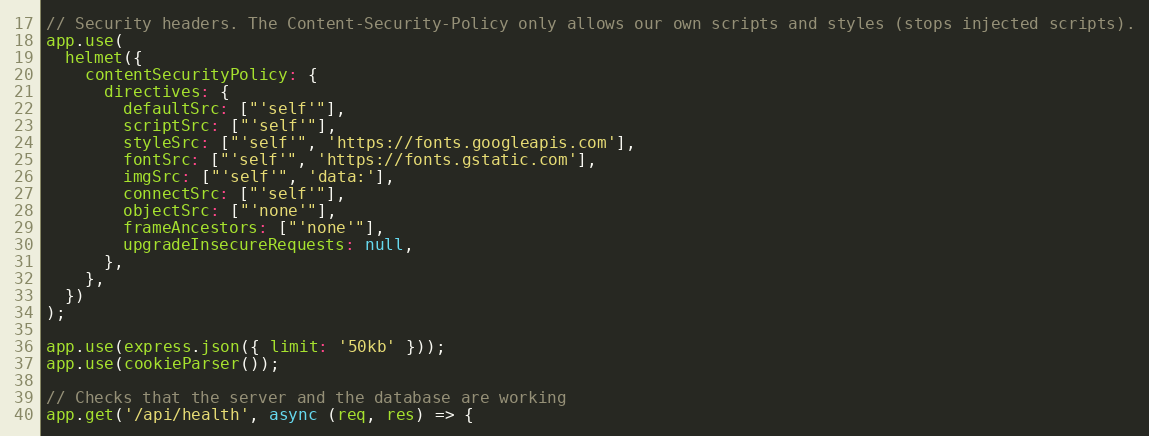 17 // Security headers. The Content-Security-Policy only allows our own scripts and styles (stops injected scripts).
18 app.use(
19   helmet({
20     contentSecurityPolicy: {
21       directives: {
22         defaultSrc: ["'self'"],
23         scriptSrc: ["'self'"],
24         styleSrc: ["'self'", 'https://fonts.googleapis.com'],
25         fontSrc: ["'self'", 'https://fonts.gstatic.com'],
26         imgSrc: ["'self'", 'data:'],
27         connectSrc: ["'self'"],
28         objectSrc: ["'none'"],
29         frameAncestors: ["'none'"],
30         upgradeInsecureRequests: null,
31       },
32     },
33   })
34 );
35
36 app.use(express.json({ limit: '50kb' }));
37 app.use(cookieParser());
38
39 // Checks that the server and the database are working
40 app.get('/api/health', async (req, res) => {